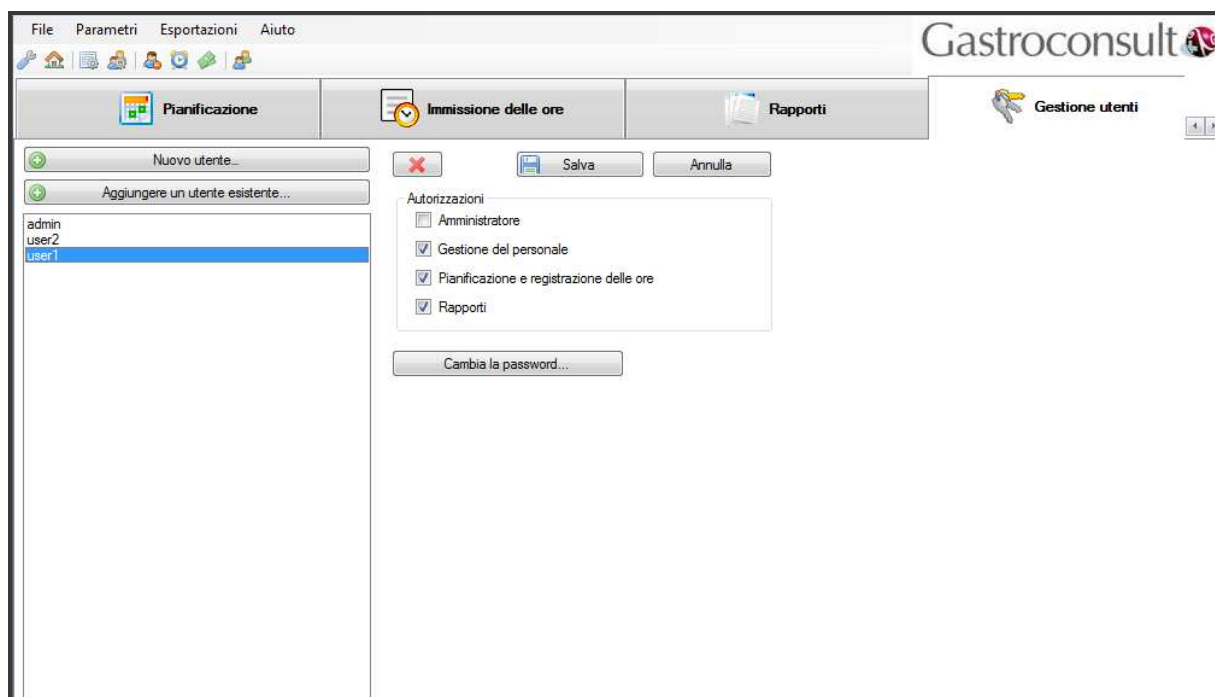 File Parametri Esportazioni Aiuto
Gastroconsult
Pianificazione Immissione delle ore Rapporti Gestione utenti
Nuovo utente...
Salva Annulla
Aggiungere un utente esistente...
Autorizzazioni
admin
user2
user1
Amministratore
Gestione del personale
Pianificazione e registrazione delle ore
Rapporti
Cambia la password...